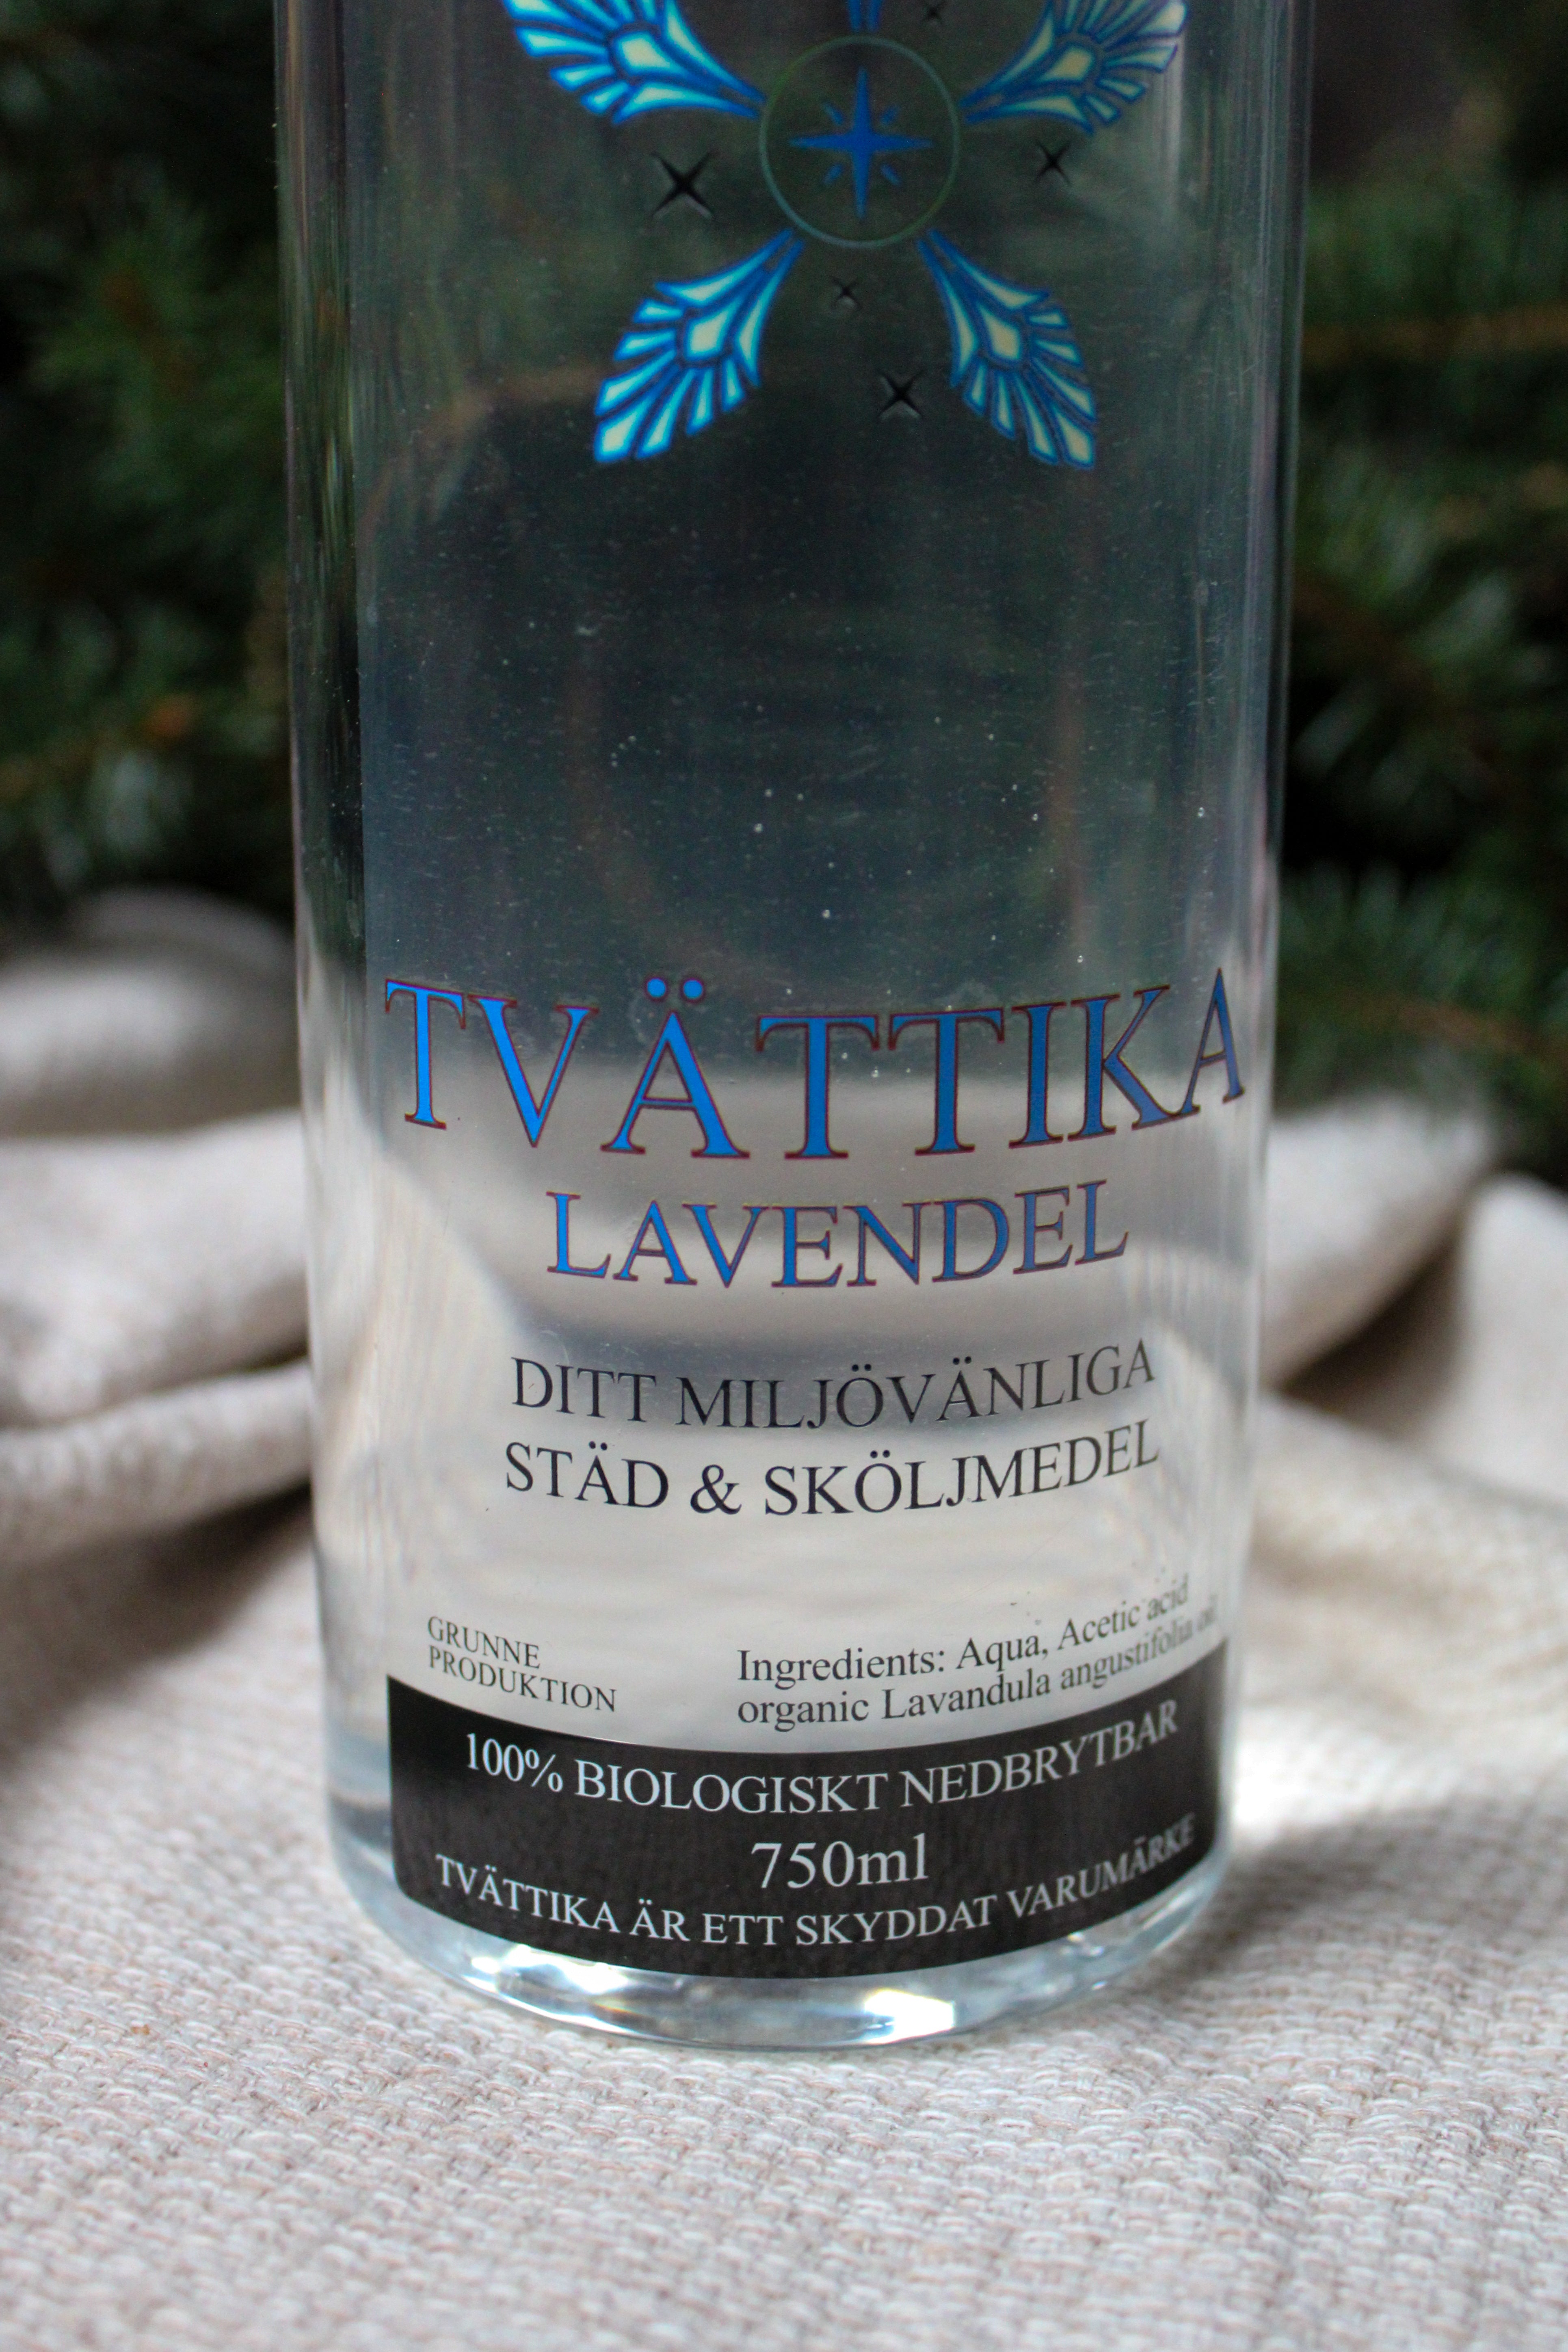 TVÄTTIKA
LAVENDEL
DITT MILJÖVÄNLIGA
STÄD & SKÖLJMEDEL
GRUNNE
PRODUKTION
Ingredients: Aqua, Acetic acid
organic Lavandula angustifolia oil
100% BIOLOGISKT NEDBRYTBAR
750ml
TVÄTTIKA ÄR ETT SKYDDAT VARUMÄRKE